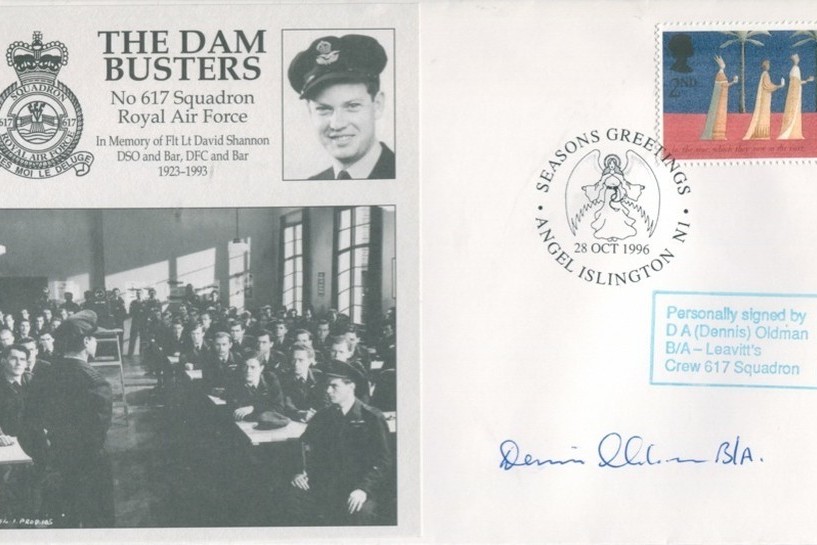 THE DAM
BUSTERS
No 617 Squadron
Royal Air Force
In Memory of Flt Lt David Shannon
DSO and Bar, DFC and Bar
1923–1993
SQUADRON
617 617
ROYAL AIR FORCE
APRES MOI LE DELUGE
2ND
SEASONS GREETINGS
28 OCT 1996
ANGEL ISLINGTON N1
Personally signed by
D A (Dennis) Oldman
B/A – Leavitt's
Crew 617 Squadron
Dennis Oldman B/A.